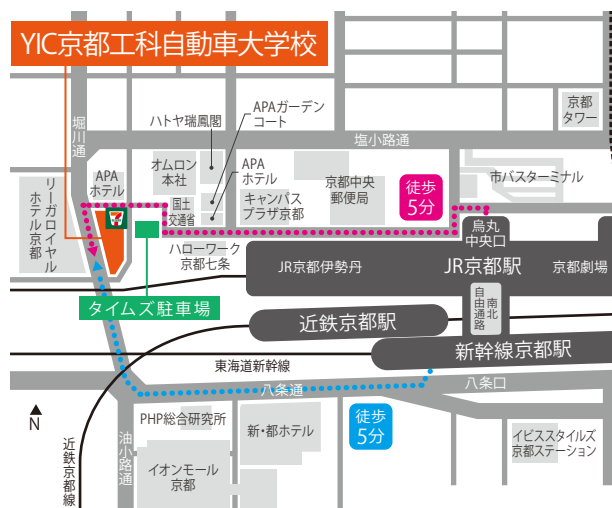 YIC京都工科自動車大学校
京都
タワー
堀川通
ハトヤ瑞鳳閣
APAガーデン
コート
塩小路通
リーガロイヤル
ホテル京都
APA
ホテル
オムロン
本社
APA
ホテル
国土
交通省
キャンパス
プラザ京都
京都中央
郵便局
徒歩
5分
市バスターミナル
7
烏丸
中央口
ハローワーク
京都七条
JR京都伊勢丹
JR京都駅
京都劇場
タイムズ駐車場
南北
自由通路
近鉄京都駅
新幹線京都駅
東海道新幹線
八条通
八条口
N
PHP総合研究所
新・都ホテル
徒歩
5分
油小路通
近鉄京都線
イオンモール
京都
イビススタイルズ
京都ステーション